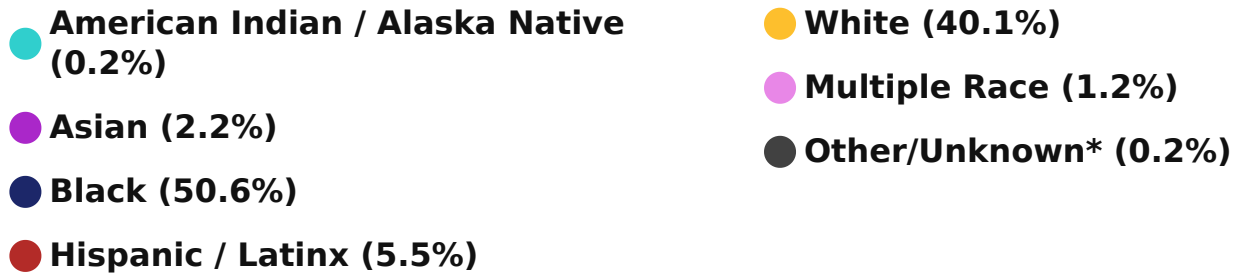 American Indian / Alaska Native
(0.2%)
Asian (2.2%)
Black (50.6%)
Hispanic / Latinx (5.5%)
White (40.1%)
Multiple Race (1.2%)
Other/Unknown* (0.2%)